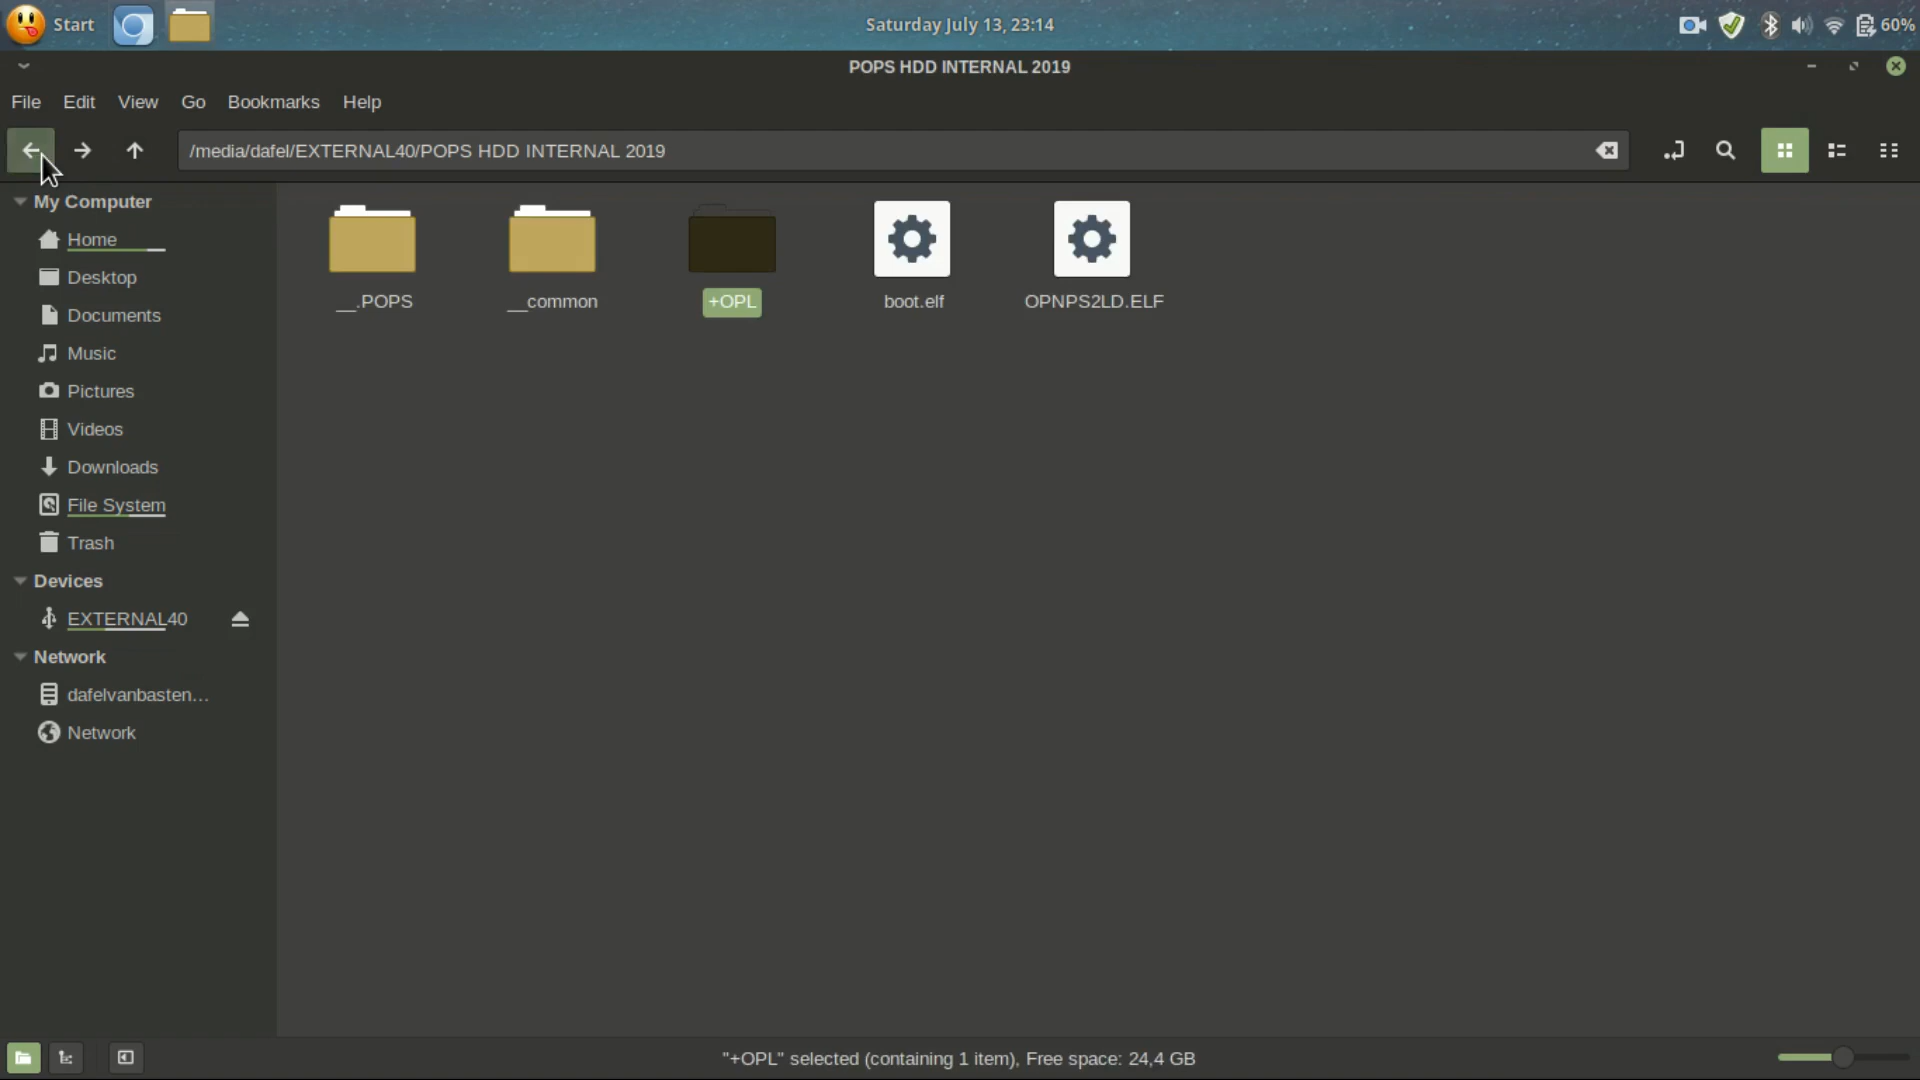 Start
Saturday July 13, 23:14
60%
POPS HDD INTERNAL 2019
File Edit View Go Bookmarks Help
/media/dafel/EXTERNAL40/POPS HDD INTERNAL 2019
My Computer
Home
Desktop
Documents
Music
Pictures
Videos
Downloads
File System
Trash
Devices
EXTERNAL40
Network
dafelvanbasten...
Network
__.POPS
__common
+OPL
boot.elf
OPNPS2LD.ELF
"+OPL" selected (containing 1 item), Free space: 24,4 GB